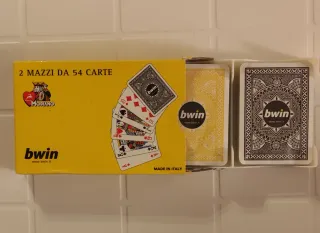 2 MAZZI DA 54 CARTE
MODIANO
bwin
MADE IN ITALY
bwin
bwin